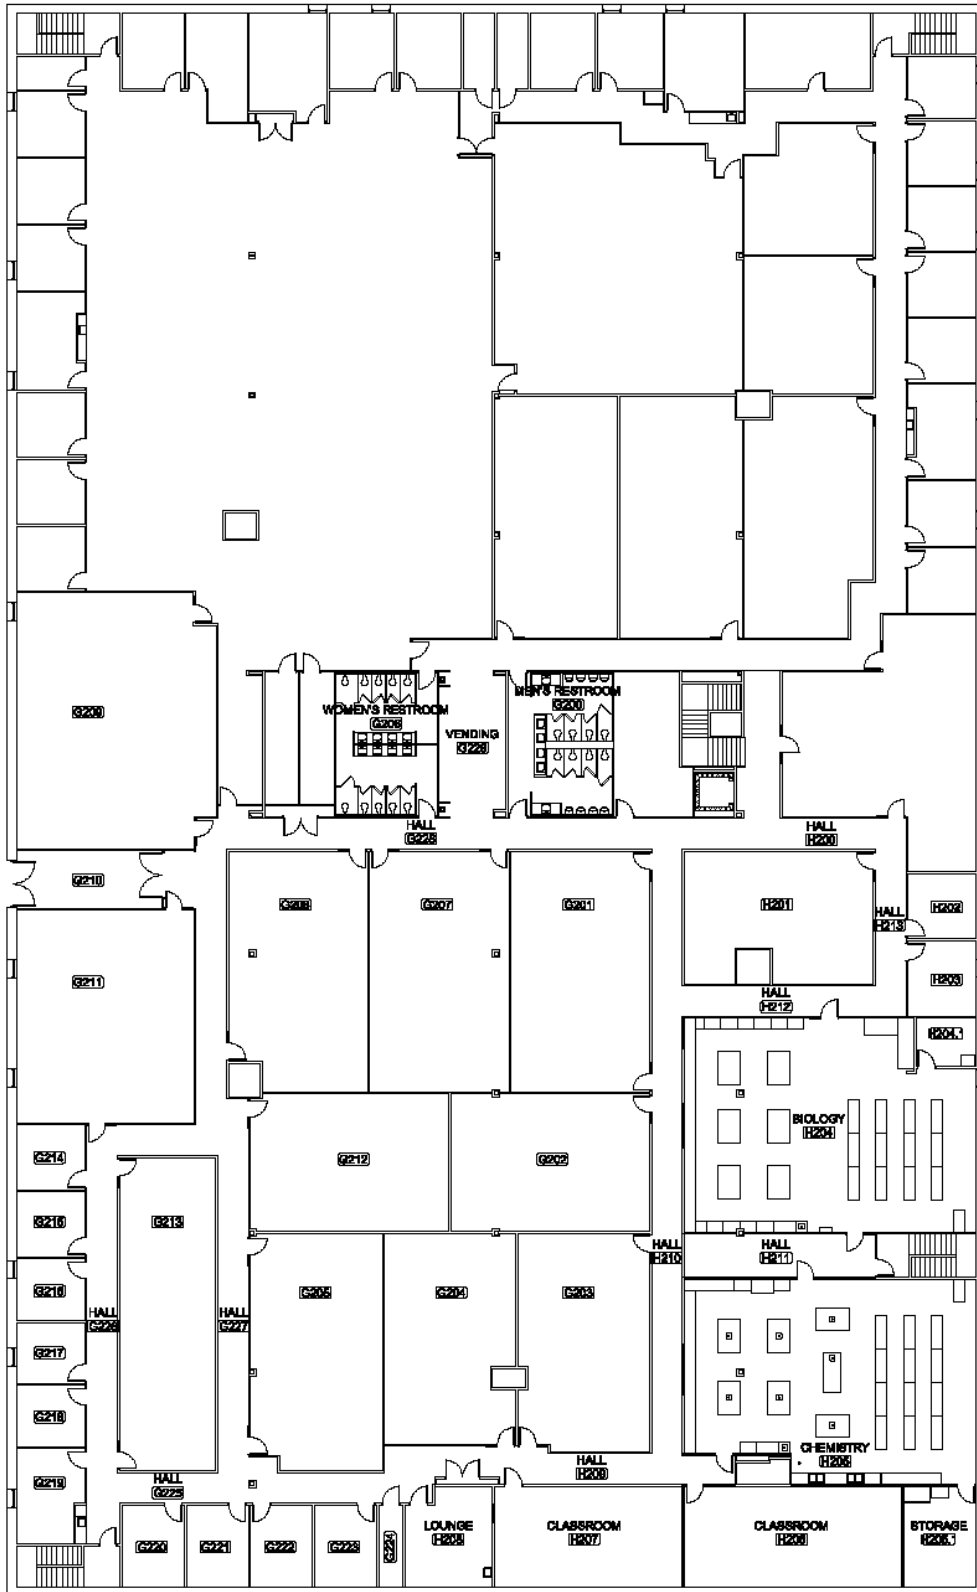 MEN'S RESTROOM
G200
WOMEN'S RESTROOM
G206
G209
VENDING
G229
HALL
G228
HALL
H200
G210
G208
G207
G201
H201
H202
HALL
H213
G211
H203
HALL
H212
H204.1
BIOLOGY
H204
G214
G212
G202
G215
G213
HALL
H210
HALL
H211
G216
G205
G204
G203
HALL
G226
HALL
G227
G217
G218
CHEMISTRY
H205
G219
HALL
G225
HALL
H209
LOUNGE
H208
CLASSROOM
H207
CLASSROOM
H206
STORAGE
G220
G221
G222
G223
G224